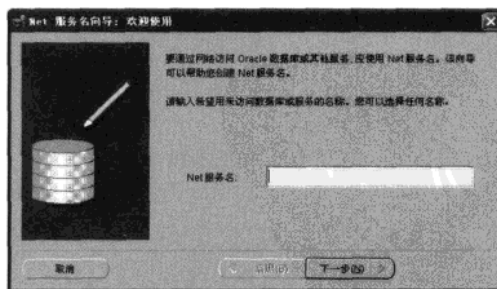 Net 服务名向导：欢迎使用
要通过网络访问 Oracle 数据库或其他服务,应使用 Net 服务名。该向导
可以帮助您创建 Net 服务名。
请输入希望用来访问数据库或服务的名称。您可以选择任何名称。
Net 服务名:
取消
下一步(N)